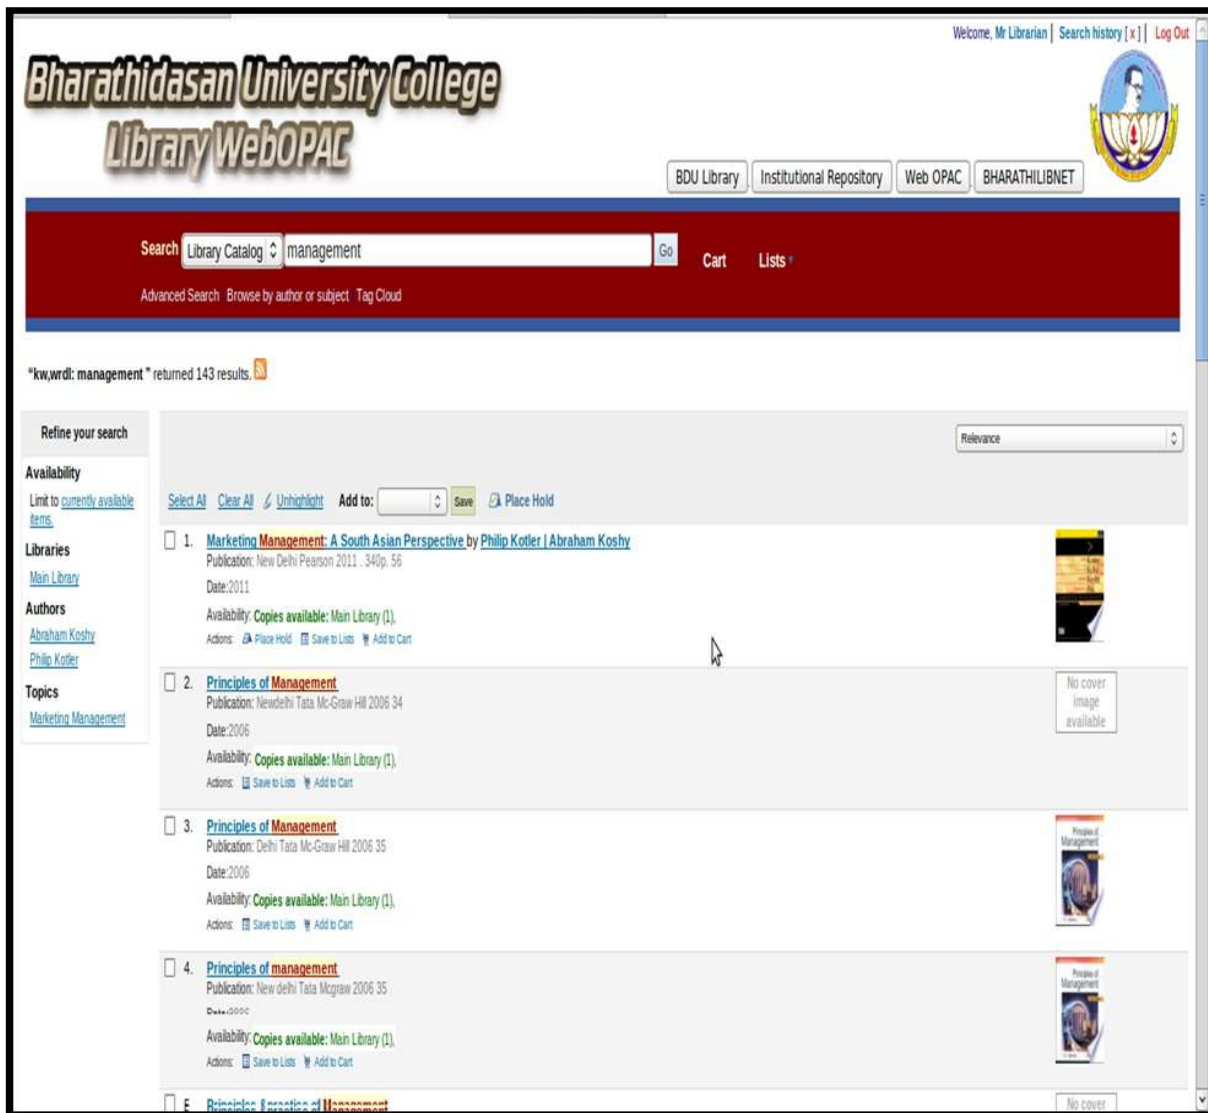 Welcome, Mr Librarian | Search history [x] | Log Out
Bharathidasan University College
Library WebOPAC
BDU Library Institutional Repository Web OPAC BHARATHILIBNET
Search Library Catalog management Go Cart Lists
Advanced Search Browse by author or subject Tag Cloud
"kw,wrdl: management " returned 143 results.
Refine your search
Relevance
Availability
Limit to currently available
items.
Libraries
Main Library
Authors
Abraham Koshy
Philip Kotler
Topics
Marketing Management
Select All Clear All Unhighlight Add to: Save Place Hold
1. Marketing Management: A South Asian Perspective by Philip Kotler | Abraham Koshy
Publication: New Delhi Pearson 2011 . 340p. 56
Date:2011
Availability: Copies available: Main Library (1),
Actions: Place Hold Save to Lists Add to Cart
2. Principles of Management
Publication: Newdelhi Tata Mc-Graw Hill 2006 34
Date:2006
Availability: Copies available: Main Library (1),
Actions: Save to Lists Add to Cart
No cover
image
available
3. Principles of Management
Publication: Delhi Tata Mc-Graw Hill 2006 35
Date:2006
Availability: Copies available: Main Library (1),
Actions: Save to Lists Add to Cart
Principles of
Management
4. Principles of management
Publication: New delhi Tata Mcgraw 2006 35
Availability: Copies available: Main Library (1),
Actions: Save to Lists Add to Cart
Principles of
Management
Principles & practice of Management
No cover